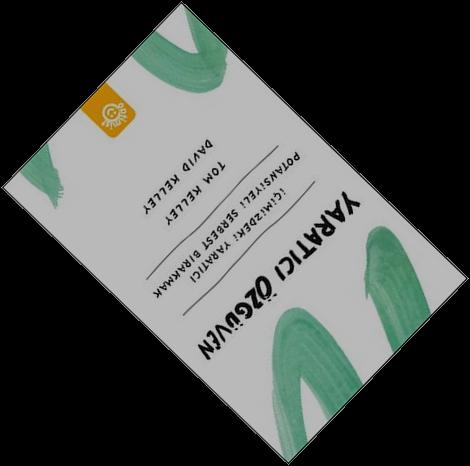 YARATICI ÖZGÜVEN
İÇİMİZDEKİ YARATICI
POTANSİYELİ SERBEST BIRAKMAK
TOM KELLEY
DAVID KELLEY